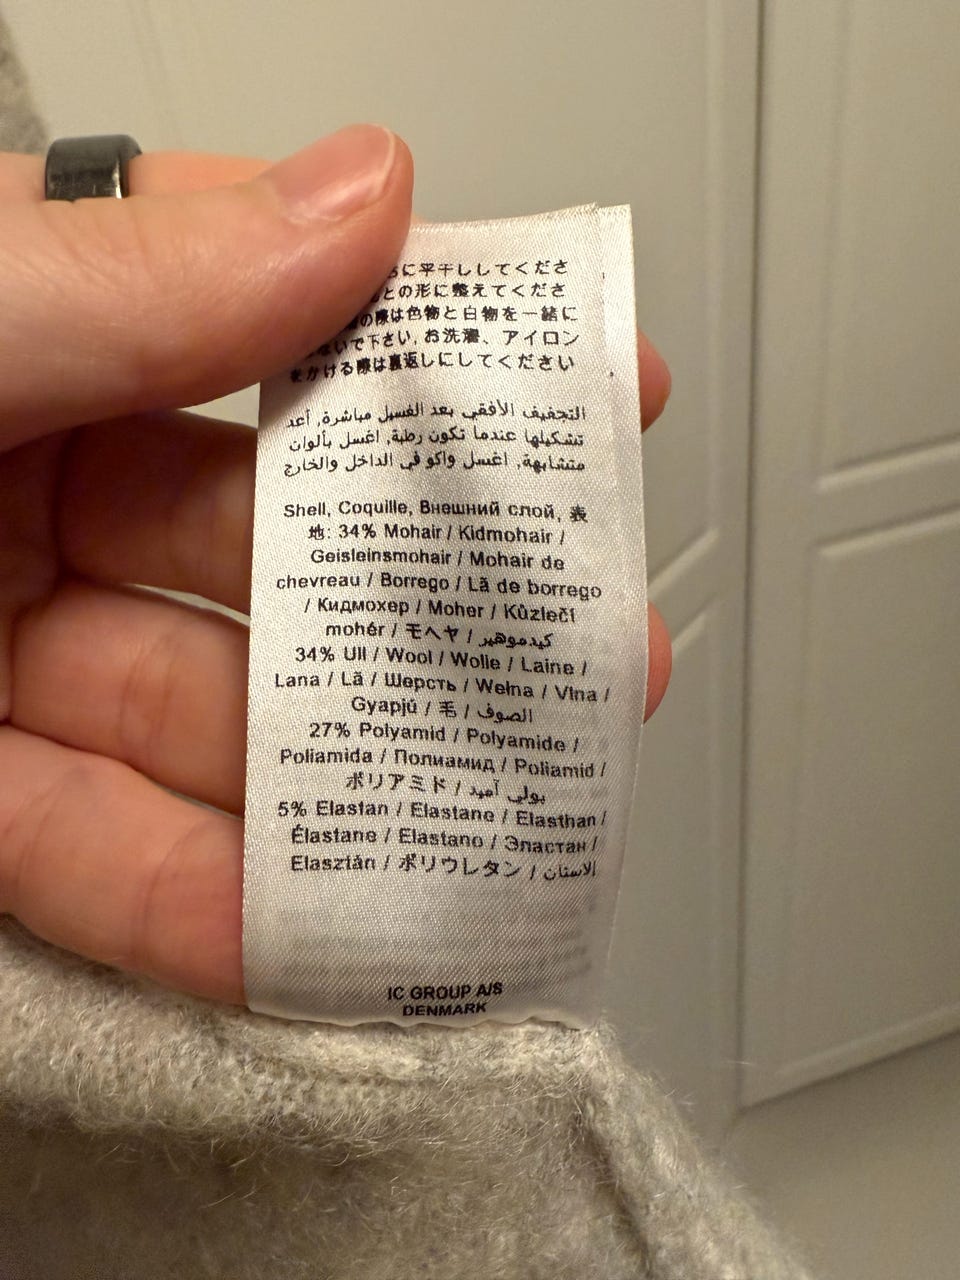 に平干ししてくださ
との形に整えてくださ
の際は色物と白物を一緒に
ないで下さい, お洗濯、アイロン
をかける際は裏返しにしてください
التجفيف الأفقي بعد الغسيل مباشرة, أعد
تشكيلها عندما تكون رطبة, اغسل بألوان
متشابهة, اغسل واكو في الداخل والخارج
Shell, Coquille, Внешний слой, 表
地: 34% Mohair / Kidmohair /
Geisleinsmohair / Mohair de
chevreau / Borrego / Lã de borrego
/ Кидмохер / Moher / Kůzlečí
mohér / モヘヤ / كيدموهير
34% Ull / Wool / Wolle / Laine /
Lana / Lã / Шерсть / Wełna / Vlna /
Gyapjú / 毛 / الصوف
27% Polyamid / Polyamide /
Poliamida / Полиамид / Poliamid /
ポリアミド / بولي آميد
5% Elastan / Elastane / Elasthan /
Élastane / Elastano / Эластан /
Elasztán / ポリウレタン / الاستان
IC GROUP A/S
DENMARK